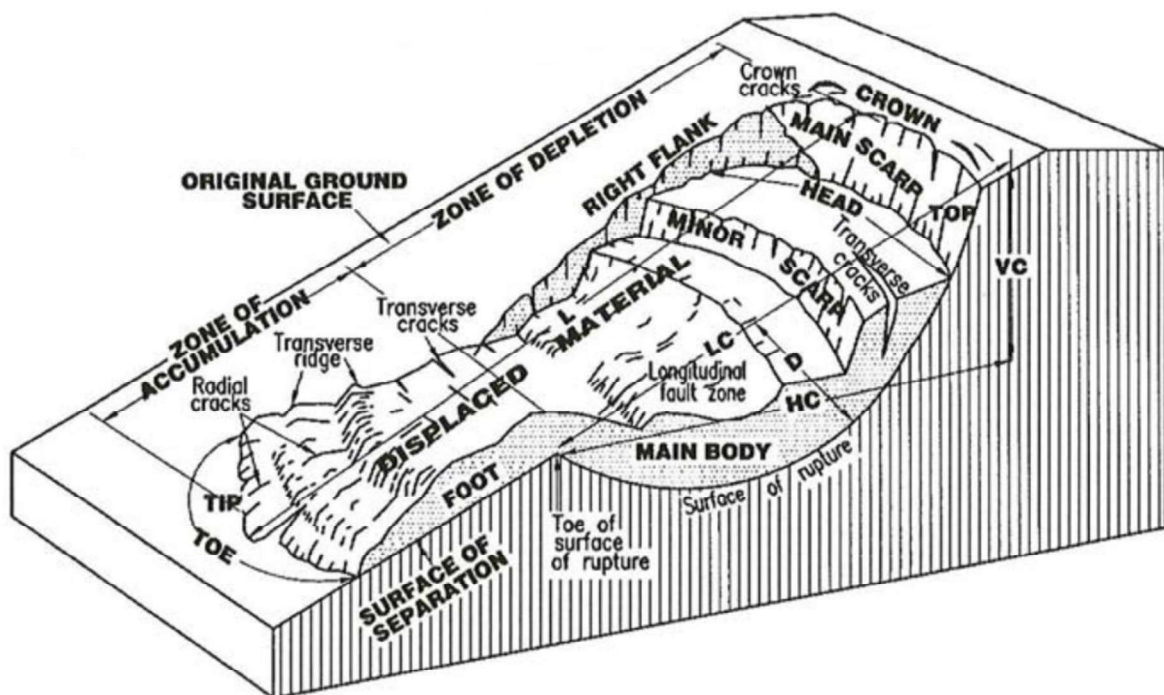 Crown
cracks
CROWN
MAIN SCARP
ZONE OF DEPLETION
ORIGINAL GROUND
SURFACE
RIGHT FLANK
HEAD
TOP
MINOR
SCARP
Transverse
cracks
VC
ZONE OF
ACCUMULATION
Transverse
cracks
Transverse
ridge
Radial
cracks
L
DISPLACED MATERIAL
LC
D
Longitudinal
fault zone
HC
MAIN BODY
FOOT
Surface of rupture
TIP
TOE
Toe of
surface
of rupture
SURFACE OF
SEPARATION